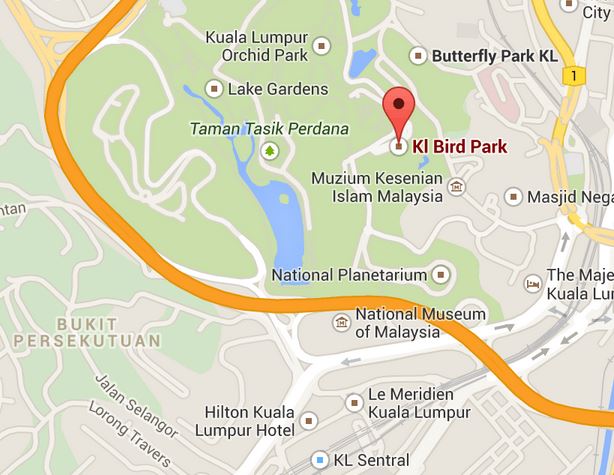 City
Kuala Lumpur
Orchid Park
Butterfly Park KL
1
Lake Gardens
Taman Tasik Perdana
Kl Bird Park
Muzium Kesenian
Islam Malaysia
Masjid Nega
ntan
National Planetarium
The Maje
Kuala Lur
National Museum
of Malaysia
BUKIT
PERSEKUTUAN
Jalan Selangor
Lorong Travers
Le Meridien
Kuala Lumpur
Hilton Kuala
Lumpur Hotel
KL Sentral